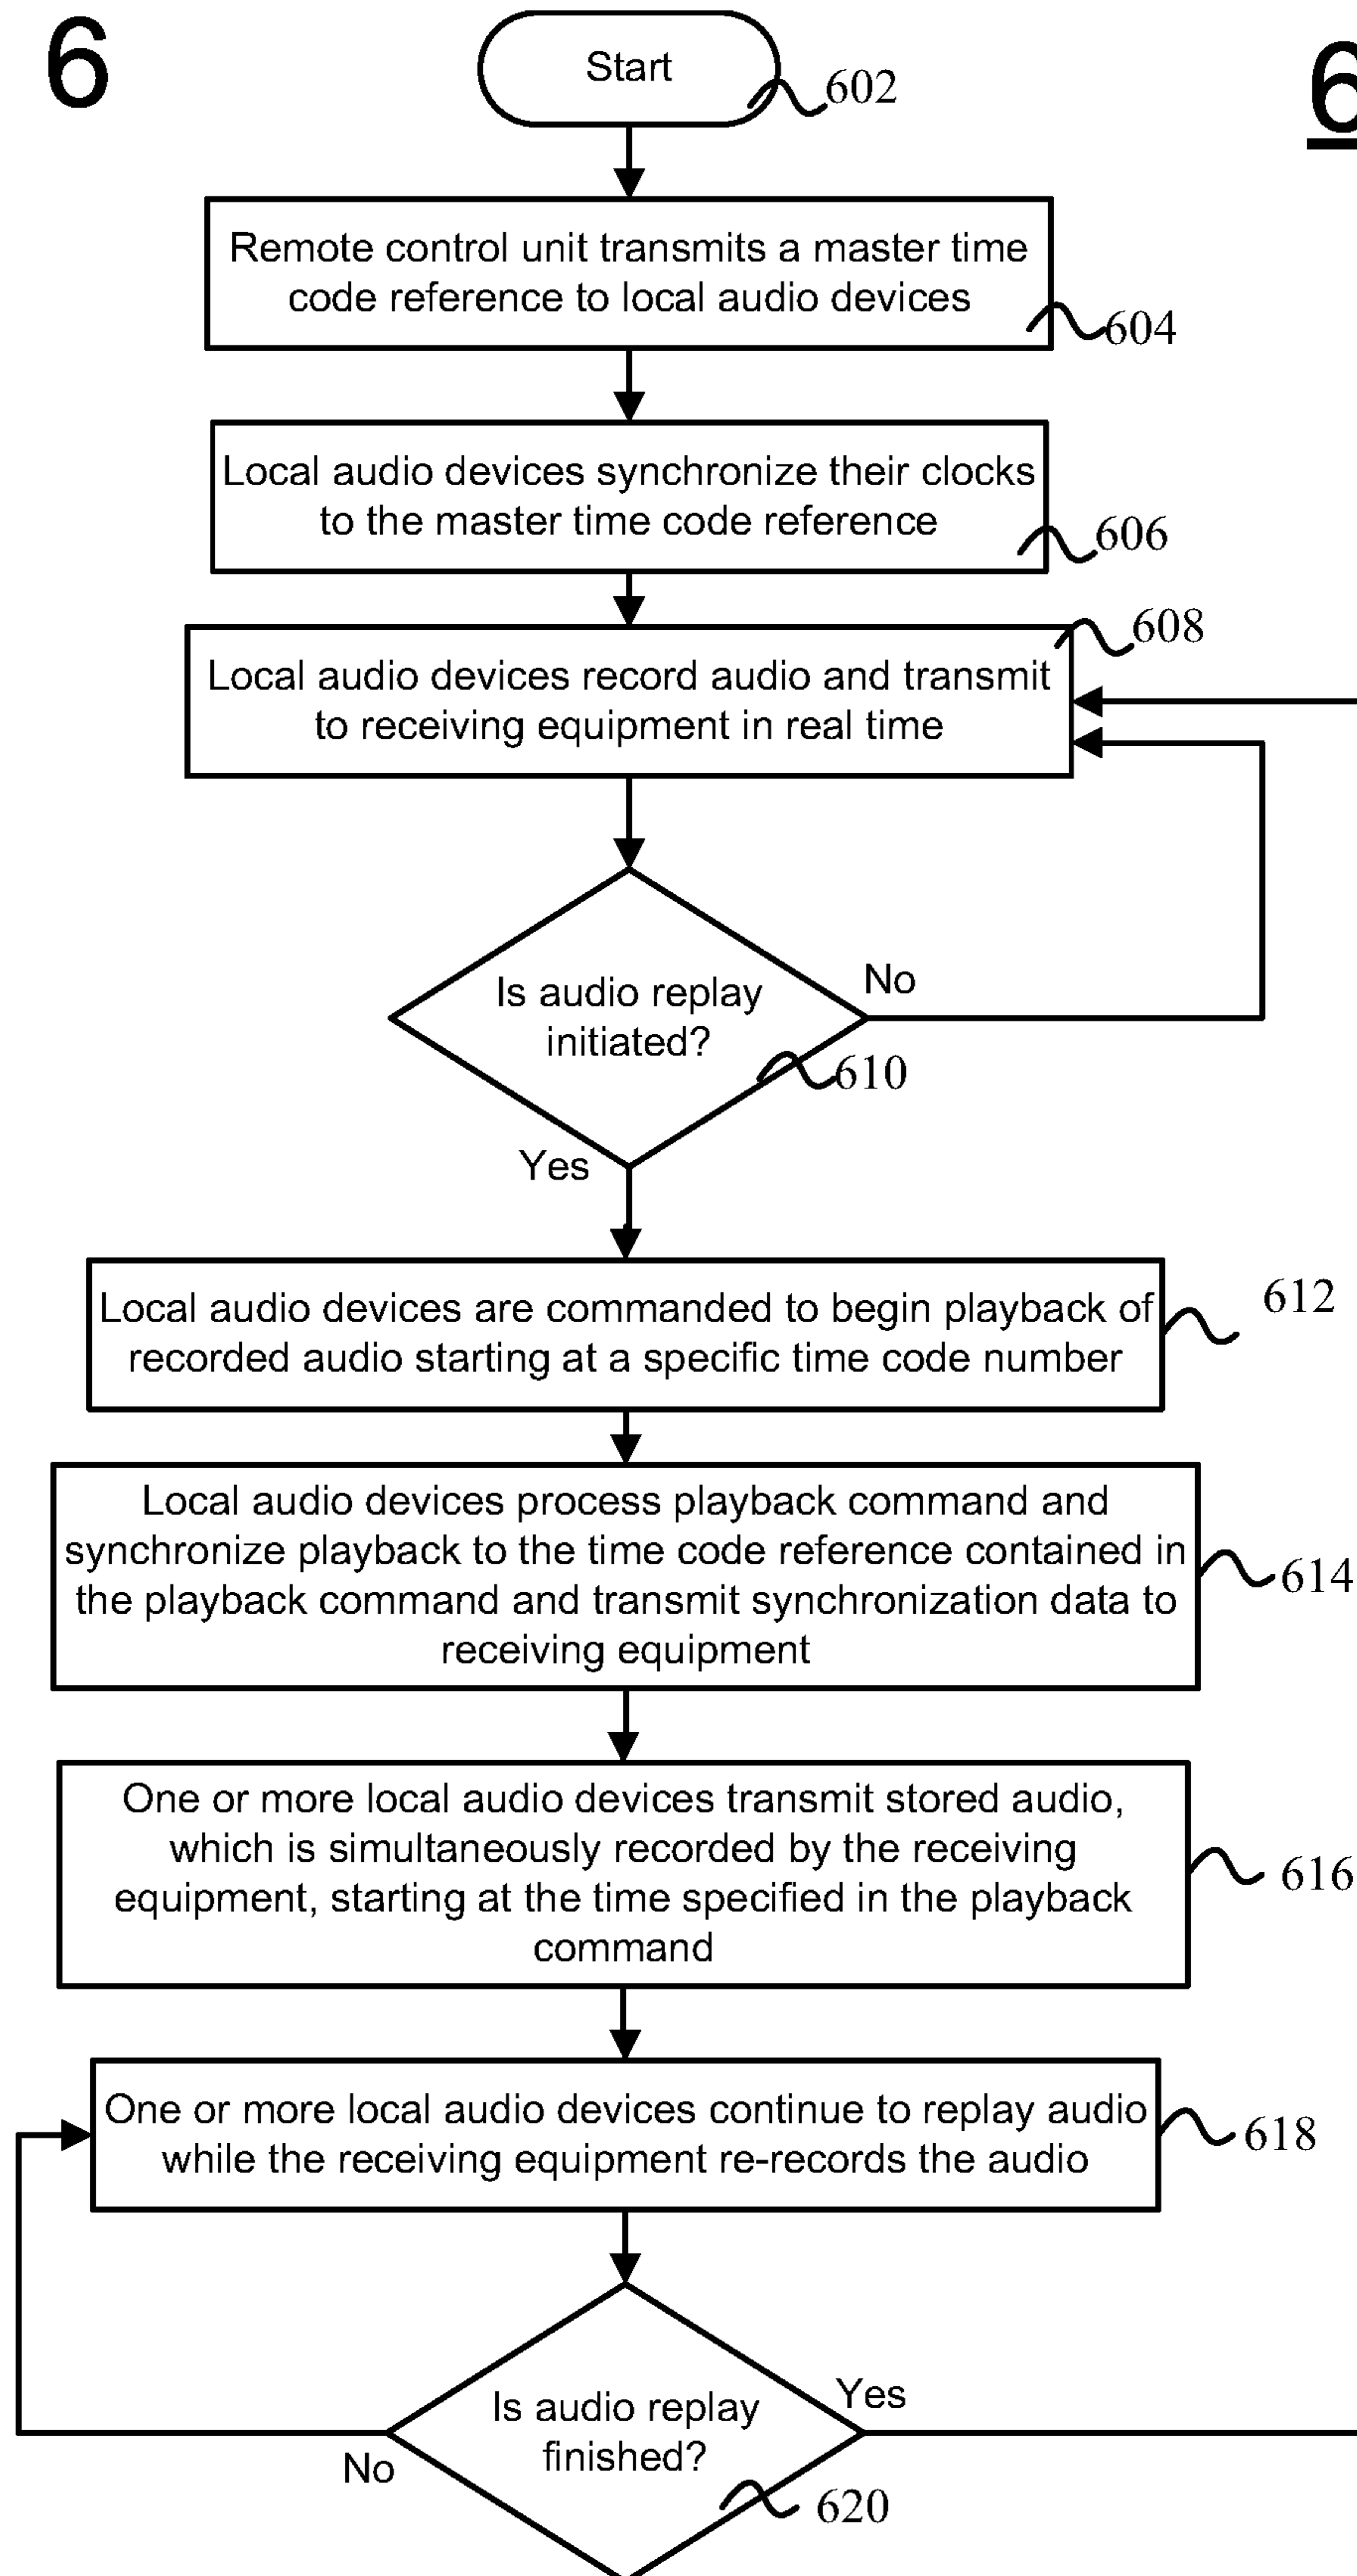 6
Start
602
6
Remote control unit transmits a master time
code reference to local audio devices
604
Local audio devices synchronize their clocks
to the master time code reference
606
608
Local audio devices record audio and transmit
to receiving equipment in real time
No
Is audio replay
initiated?
610
Yes
612
Local audio devices are commanded to begin playback of
recorded audio starting at a specific time code number
Local audio devices process playback command and
synchronize playback to the time code reference contained in
the playback command and transmit synchronization data to
receiving equipment
614
One or more local audio devices transmit stored audio,
which is simultaneously recorded by the receiving
equipment, starting at the time specified in the playback
command
616
One or more local audio devices continue to replay audio
while the receiving equipment re-records the audio
618
Yes
Is audio replay
finished?
No
620